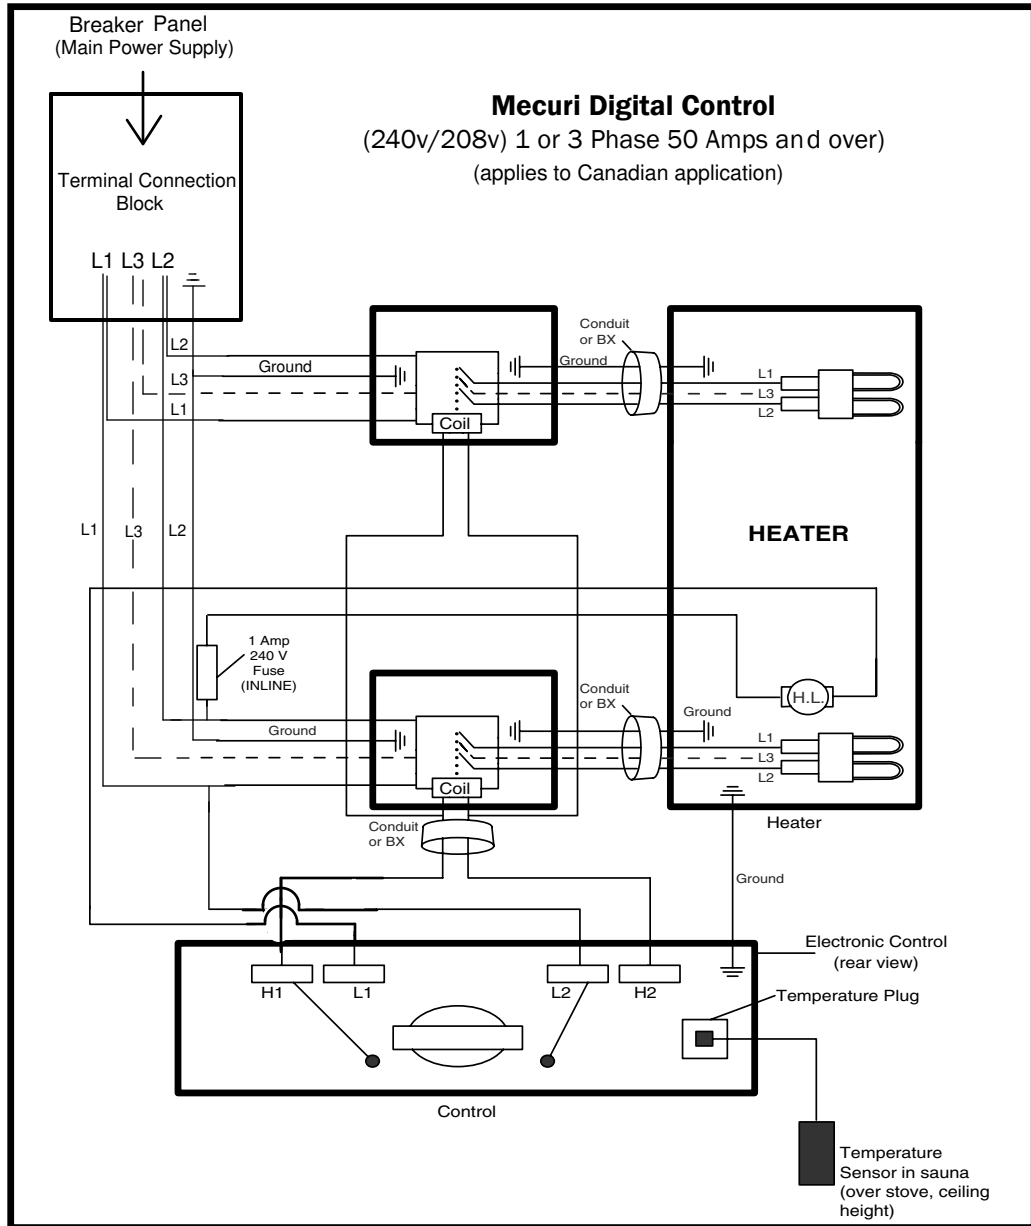 Breaker Panel
(Main Power Supply)
Mecuri Digital Control
(240v/208v) 1 or 3 Phase 50 Amps and over)
(applies to Canadian application)
Terminal Connection
Block
L1 L3 L2
L2
Ground
L3
L1
Coil
Conduit
or BX
Ground
L1
L3
L2
L1
L3
L2
HEATER
1 Amp
240 V
Fuse
(INLINE)
H.L.
Ground
Coil
Conduit
or BX
Ground
L1
L3
L2
Heater
Conduit
or BX
Ground
Electronic Control
(rear view)
H1
L1
L2
H2
Temperature Plug
Control
Temperature
Sensor in sauna
(over stove, ceiling
height)